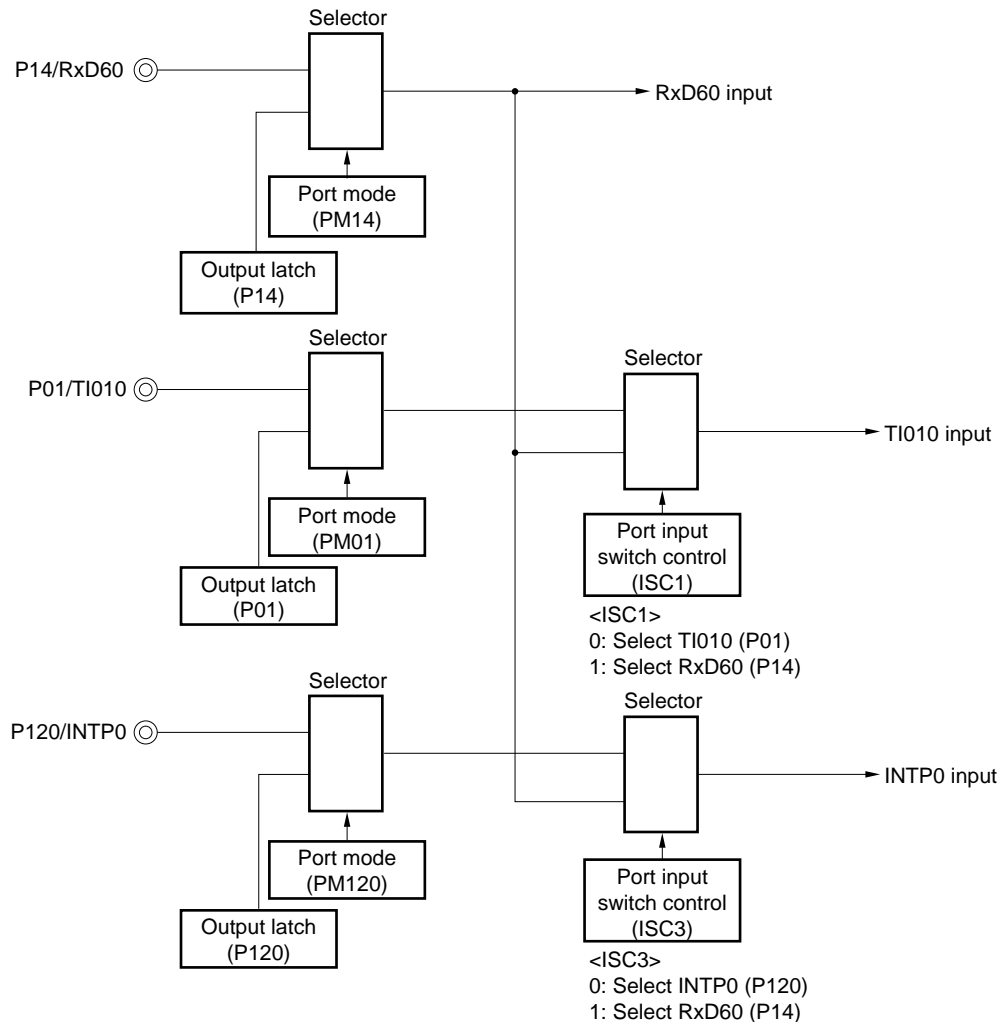 Selector
P14/RxD60
RxD60 input
Port mode
(PM14)
Output latch
(P14)
Selector
P01/TI010
Selector
TI010 input
Port mode
(PM01)
Port input
switch control
(ISC1)
Output latch
(P01)
<ISC1>
0: Select TI010 (P01)
1: Select RxD60 (P14)
Selector
P120/INTP0
Selector
INTP0 input
Port mode
(PM120)
Port input
switch control
(ISC3)
Output latch
(P120)
<ISC3>
0: Select INTP0 (P120)
1: Select RxD60 (P14)